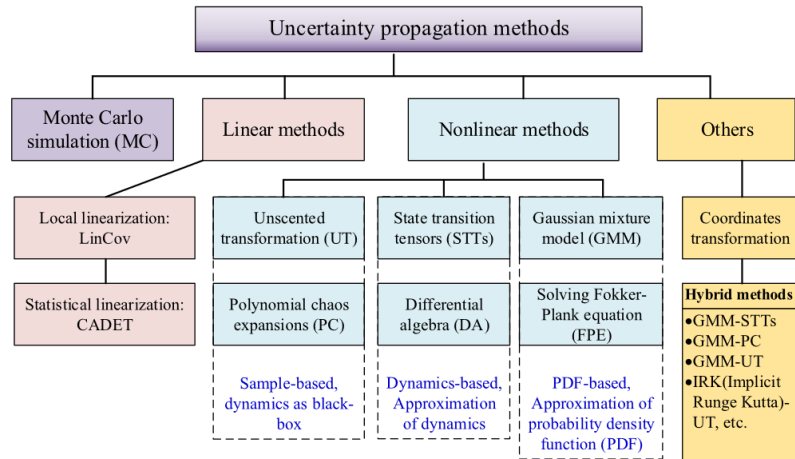 Uncertainty propagation methods
Monte Carlo
simulation (MC)
Linear methods
Nonlinear methods
Others
Local linearization:
LinCov
Unscented
transformation (UT)
State transition
tensors (STTs)
Gaussian mixture
model (GMM)
Coordinates
transformation
Statistical linearization:
CADET
Polynomial chaos
expansions (PC)
Differential
algebra (DA)
Solving Fokker-
Plank equation
(FPE)
Hybrid methods
•GMM-STTs
•GMM-PC
•GMM-UT
•IRK(Implicit
Runge Kutta)-
UT, etc.
Sample-based,
dynamics as black-
box
Dynamics-based,
Approximation
of dynamics
PDF-based,
Approximation of
probability density
function (PDF)